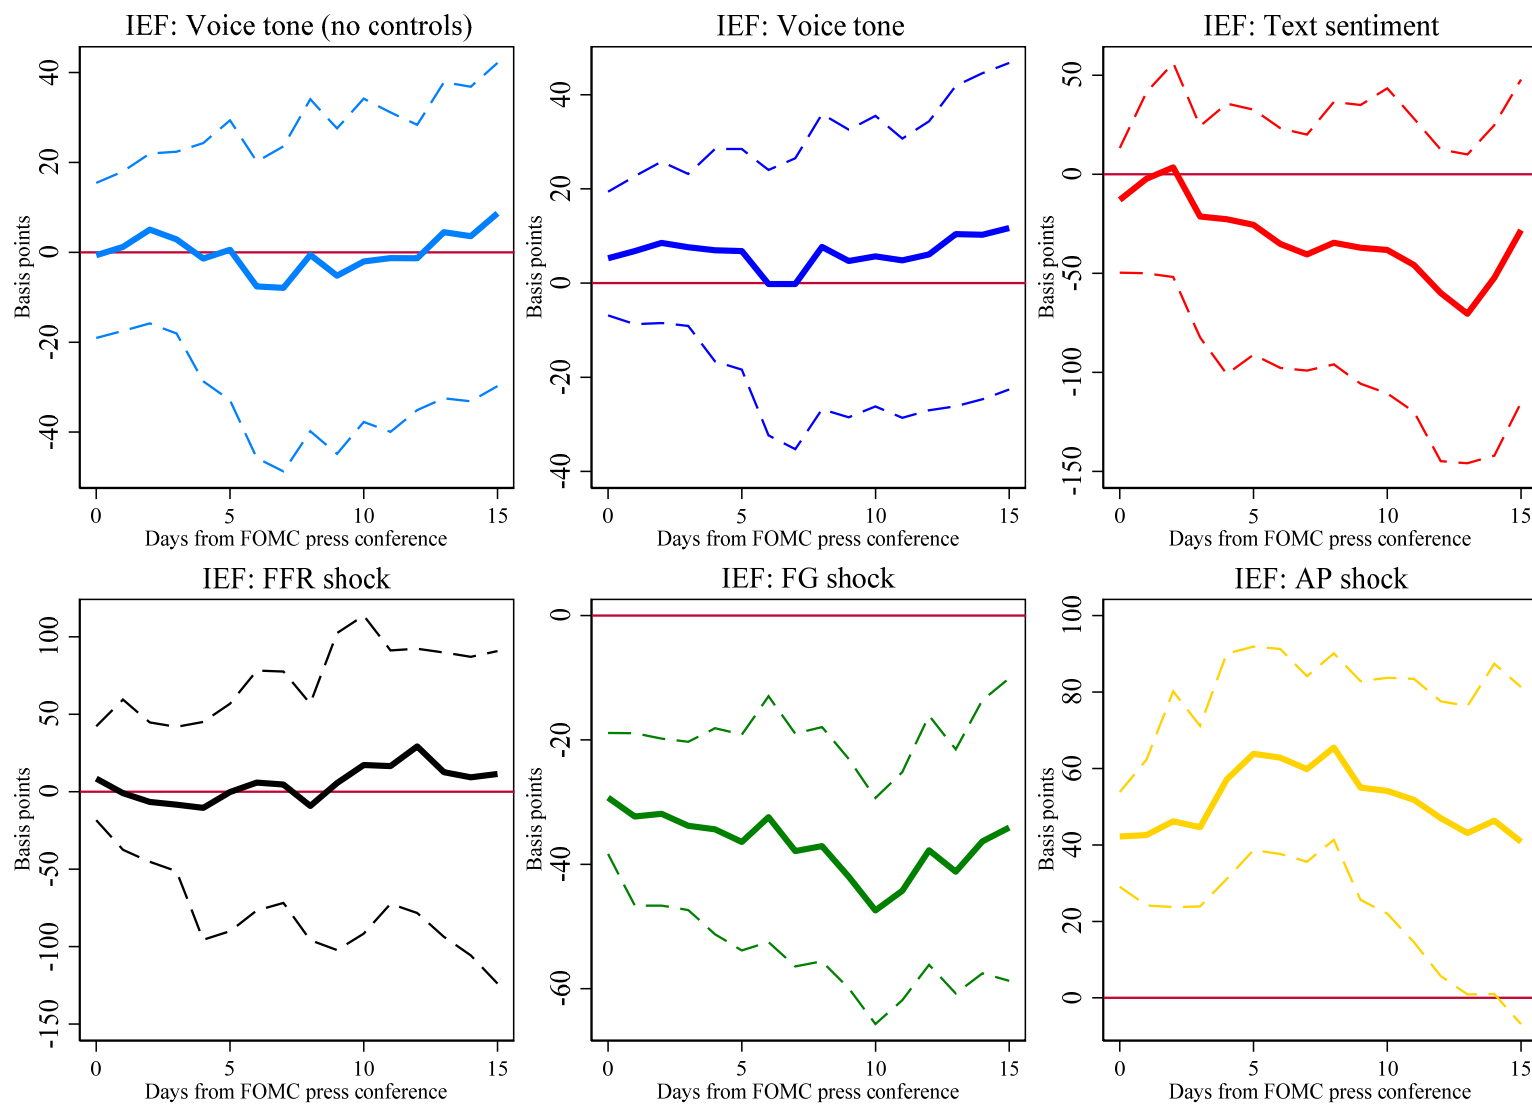 IEF: Voice tone (no controls)
Basis points
40
20
0
-20
-40
0 5 10 15
Days from FOMC press conference
IEF: Voice tone
Basis points
40
20
0
-20
-40
0 5 10 15
Days from FOMC press conference
IEF: Text sentiment
Basis points
50
0
-50
-100
-150
0 5 10 15
Days from FOMC press conference
IEF: FFR shock
Basis points
100
50
0
-50
-100
-150
0 5 10 15
Days from FOMC press conference
IEF: FG shock
Basis points
0
-20
-40
-60
0 5 10 15
Days from FOMC press conference
IEF: AP shock
Basis points
100
80
60
40
20
0
0 5 10 15
Days from FOMC press conference